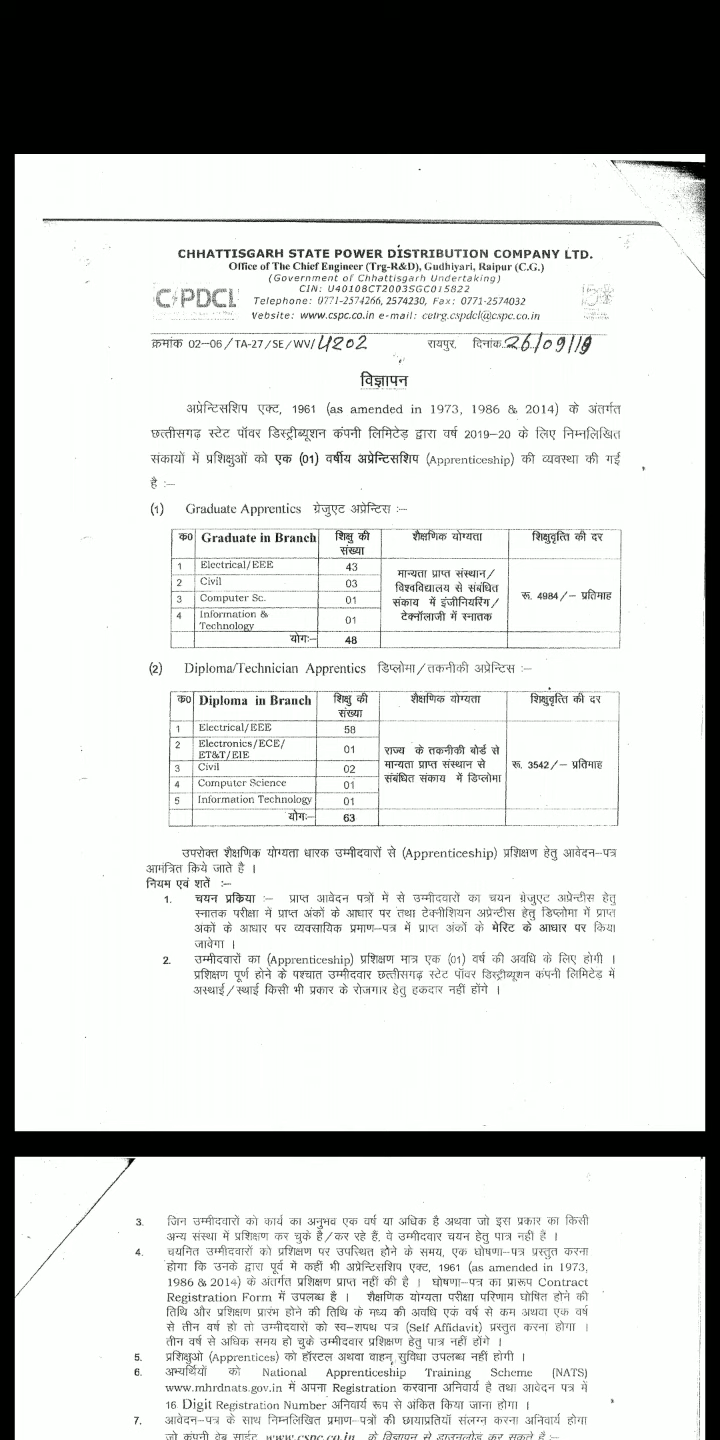 CHHATTISGARH STATE POWER DISTRIBUTION COMPANY LTD.
Office of The Chief Engineer (Trg-R&D), Gudhiyari, Raipur (C.G.)
(Government of Chhattisgarh Undertaking)
CIN: U40108CT2003SGC015822
CSPDCL Telephone: 0771-2574266, 2574230, Fax: 0771-2574032
Website: www.cspc.co.in e-mail: cetrg.cspdcl@cspc.co.in
क्रमांक 02–06/TA-27/SE/WV/4202 रायपुर, दिनांक 26/09/19
विज्ञापन
अप्रेन्टिसशिप एक्ट, 1961 (as amended in 1973, 1986 & 2014) के अंतर्गत
छत्तीसगढ़ स्टेट पॉवर डिस्ट्रीब्यूशन कंपनी लिमिटेड़ द्वारा वर्ष 2019–20 के लिए निम्नलिखित
संकायों में प्रशिक्षुओं को एक (01) वर्षीय अप्रेन्टिसशिप (Apprenticeship) की व्यवस्था की गई
है :–
(1) Graduate Apprentics ग्रेजुएट अप्रेन्टिस :–
क0 Graduate in Branch शिक्षु की संख्या शैक्षणिक योग्यता शिक्षुवृत्ति की दर
1 Electrical/EEE 43
2 Civil 03
3 Computer Sc. 01
4 Information & Technology 01
मान्यता प्राप्त संस्थान/
विश्वविद्यालय से संबंधित
संकाय में इंजीनियरिंग/
टेक्नॉलाजी में स्नातक
रू. 4984/– प्रतिमाह
योगः– 48
(2) Diploma/Technician Apprentics डिप्लोमा/तकनीकी अप्रेन्टिस :–
क0 Diploma in Branch शिक्षु की संख्या शैक्षणिक योग्यता शिक्षुवृत्ति की दर
1 Electrical/EEE 58
2 Electronics/ECE/ ET&T/EIE 01
3 Civil 02
4 Computer Science 01
5 Information Technology 01
राज्य के तकनीकी बोर्ड से
मान्यता प्राप्त संस्थान से
संबंधित संकाय में डिप्लोमा
रू. 3542/– प्रतिमाह
योगः– 63
उपरोक्त शैक्षणिक योग्यता धारक उम्मीदवारों से (Apprenticeship) प्रशिक्षण हेतु आवेदन–पत्र
आमंत्रित किये जाते है ।
नियम एवं शर्ते :–
1. चयन प्रकिया :– प्राप्त आवेदन पत्रों में से उम्मीदवारों का चयन ग्रेजुएट अप्रेन्टीस हेतु
स्नातक परीक्षा में प्राप्त अंकों के आधार पर तथा टेक्नीशियन अप्रेन्टीस हेतु डिप्लोमा में प्राप्त
अंकों के आधार पर व्यवसायिक प्रमाण–पत्र में प्राप्त अंकों के मेरिट के आधार पर किया
जावेगा ।
2. उम्मीदवारों का (Apprenticeship) प्रशिक्षण मात्र एक (01) वर्ष की अवधि के लिए होगी ।
प्रशिक्षण पूर्ण होने के पश्चात उम्मीदवार छत्तीसगढ़ स्टेट पॉवर डिस्ट्रीब्यूशन कंपनी लिमिटेड़ में
अस्थाई/स्थाई किसी भी प्रकार के रोजगार हेतु हकदार नहीं होंगे ।
3. जिन उम्मीदवारों को कार्य का अनुभव एक वर्ष या अधिक है अथवा जो इस प्रकार का किसी
अन्य संस्था में प्रशिक्षण कर चुके है/कर रहे हैं, वे उम्मीदवार चयन हेतु पात्र नही हैं ।
4. चयनित उम्मीदवारों को प्रशिक्षण पर उपस्थित होने के समय, एक घोषणा–पत्र प्रस्तुत करना
होगा कि उनके द्वारा पूर्व में कहीं भी अप्रेन्टिसशिप एक्ट, 1961 (as amended in 1973,
1986 & 2014) के अंतर्गत प्रशिक्षण प्राप्त नहीं की है । घोषणा–पत्र का प्रारूप Contract
Registration Form में उपलब्ध है । शैक्षणिक योग्यता परीक्षा परिणाम घोषित होने की
तिथि और प्रशिक्षण प्रारंभ होने की तिथि के मध्य की अवधि एक वर्ष से कम अथवा एक वर्ष
से तीन वर्ष हो तो उम्मीदवारों को स्व–शपथ पत्र (Self Affidavit) प्रस्तुत करना होगा ।
तीन वर्ष से अधिक समय हो चुके उम्मीदवार प्रशिक्षण हेतु पात्र नहीं होंगे ।
5. प्रशिक्षुओ (Apprentices) को हॉस्टल अथवा वाहन सुविधा उपलब्ध नहीं होगी ।
6. अभ्यर्थियों को National Apprenticeship Training Scheme (NATS)
www.mhrdnats.gov.in में अपना Registration करवाना अनिवार्य है तथा आवेदन पत्र में
16 Digit Registration Number अनिवार्य रूप से अंकित किया जाना होगा ।
7. आवेदन–पत्र के साथ निम्नलिखित प्रमाण–पत्रों की छायाप्रतियॉ संलग्न करना अनिवार्य होगा
जो कंपनी वेब साईट www.cspc.co.in के विज्ञापन से डाउनलोड कर सकते है :–